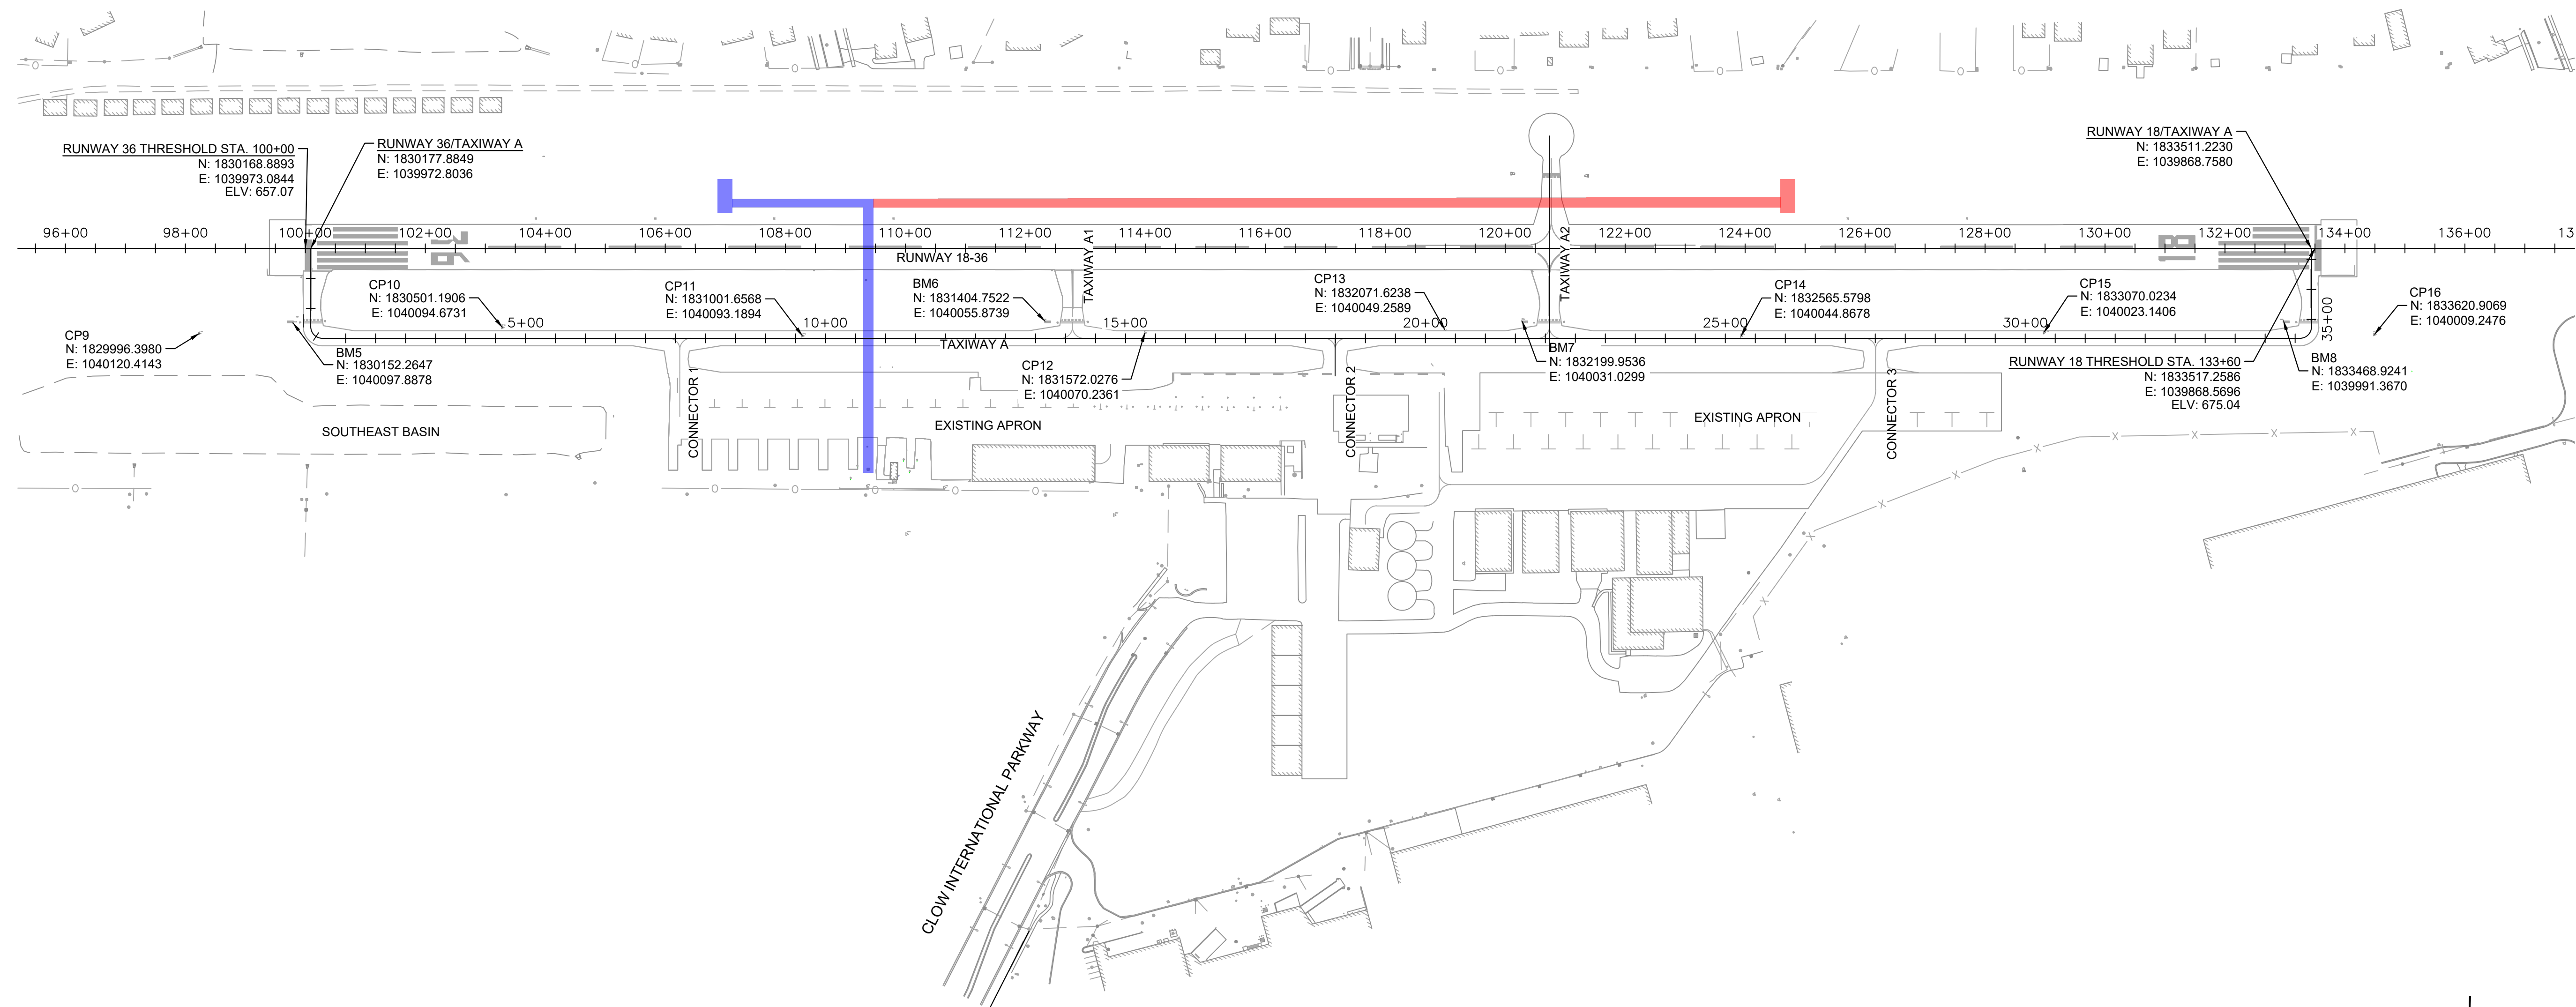 RUNWAY 36 THRESHOLD STA. 100+00
N: 1830168.8893
E: 1039973.0844
ELV: 657.07
RUNWAY 36/TAXIWAY A
N: 1830177.8849
E: 1039972.8036
RUNWAY 18/TAXIWAY A
N: 1833511.2230
E: 1039868.7580
96+00
98+00
100+00
102+00
104+00
106+00
108+00
110+00
112+00
114+00
116+00
118+00
120+00
122+00
124+00
126+00
128+00
130+00
132+00
134+00
136+00
13
36
18
RUNWAY 18-36
TAXIWAY A1
TAXIWAY A2
CP9
N: 1829996.3980
E: 1040120.4143
CP10
N: 1830501.1906
E: 1040094.6731
CP11
N: 1831001.6568
E: 1040093.1894
BM6
N: 1831404.7522
E: 1040055.8739
CP13
N: 1832071.6238
E: 1040049.2589
CP14
N: 1832565.5798
E: 1040044.8678
CP15
N: 1833070.0234
E: 1040023.1406
CP16
N: 1833620.9069
E: 1040009.2476
5+00
10+00
15+00
20+00
25+00
30+00
35+00
TAXIWAY A
BM5
N: 1830152.2647
E: 1040097.8878
CP12
N: 1831572.0276
E: 1040070.2361
BM7
N: 1832199.9536
E: 1040031.0299
RUNWAY 18 THRESHOLD STA. 133+60
N: 1833517.2586
E: 1039868.5696
ELV: 675.04
BM8
N: 1833468.9241
E: 1039991.3670
CONNECTOR 1
CONNECTOR 2
CONNECTOR 3
SOUTHEAST BASIN
EXISTING APRON
EXISTING APRON
CLOW INTERNATIONAL PARKWAY